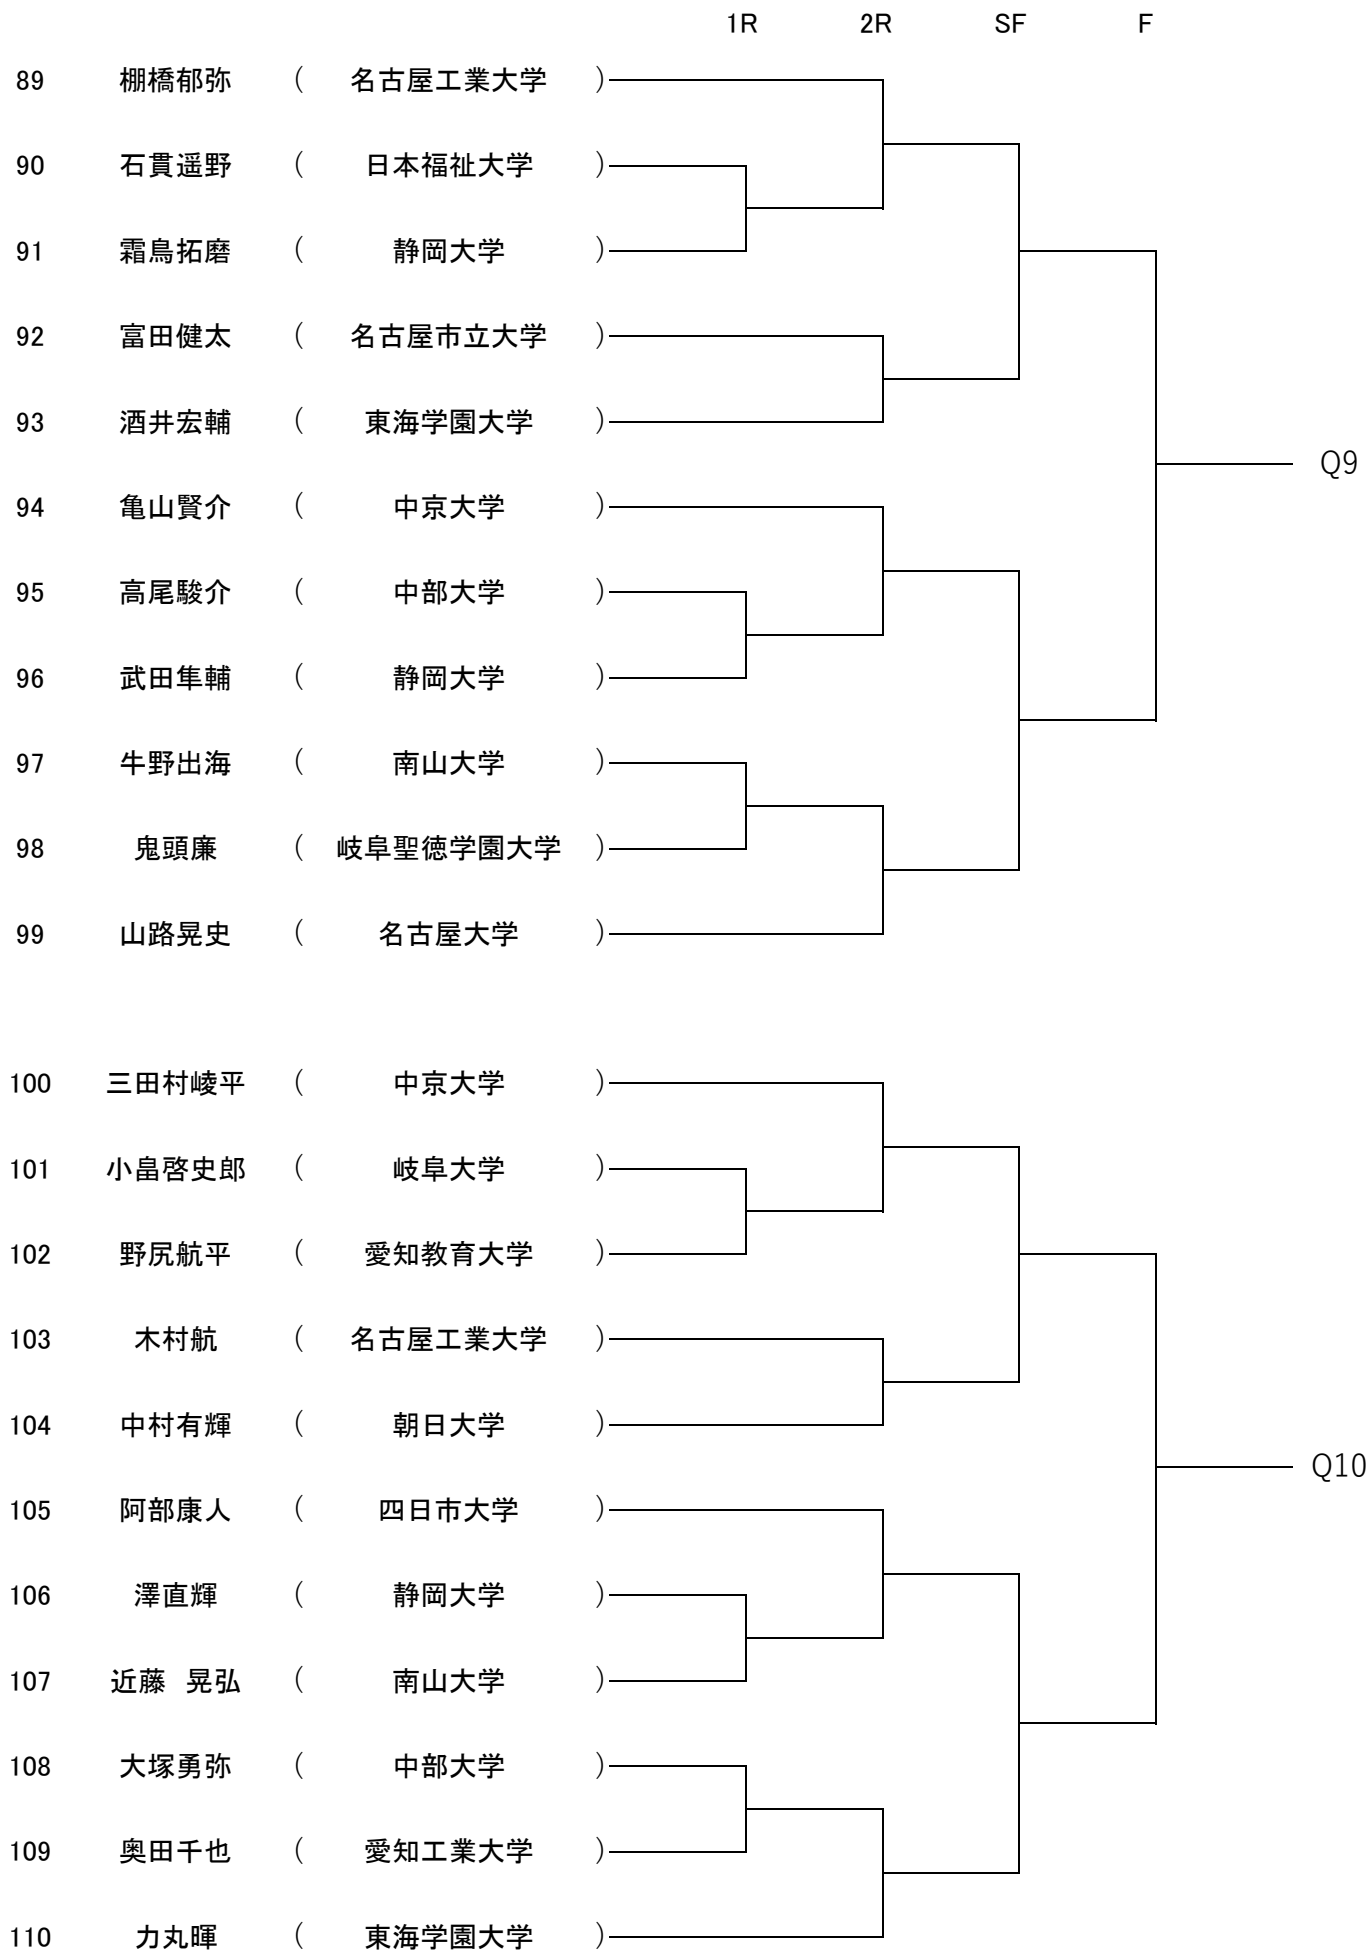 1R 2R SF F
89 棚橋郁弥 ( 名古屋工業大学 )
90 石貫遥野 ( 日本福祉大学 )
91 霜鳥拓磨 ( 静岡大学 )
92 富田健太 ( 名古屋市立大学 )
93 酒井宏輔 ( 東海学園大学 )
Q9
94 亀山賢介 ( 中京大学 )
95 高尾駿介 ( 中部大学 )
96 武田隼輔 ( 静岡大学 )
97 牛野出海 ( 南山大学 )
98 鬼頭廉 ( 岐阜聖徳学園大学 )
99 山路晃史 ( 名古屋大学 )
100 三田村崚平 ( 中京大学 )
101 小畠啓史郎 ( 岐阜大学 )
102 野尻航平 ( 愛知教育大学 )
103 木村航 ( 名古屋工業大学 )
104 中村有輝 ( 朝日大学 )
Q10
105 阿部康人 ( 四日市大学 )
106 澤直輝 ( 静岡大学 )
107 近藤 晃弘 ( 南山大学 )
108 大塚勇弥 ( 中部大学 )
109 奥田千也 ( 愛知工業大学 )
110 力丸暉 ( 東海学園大学 )